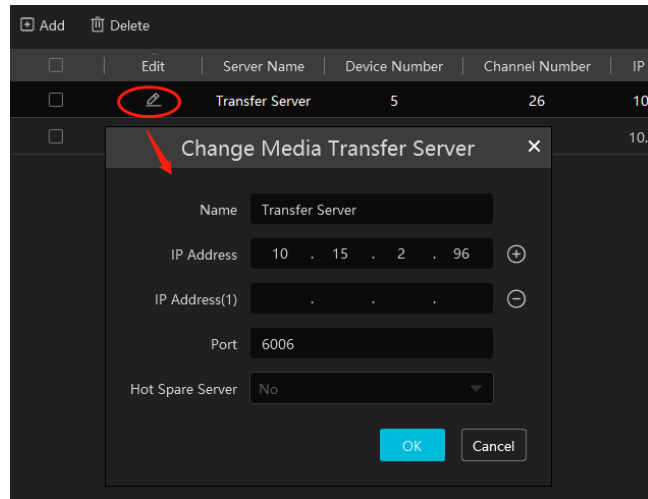 Add Delete
Edit Server Name Device Number Channel Number IP
Transfer Server 5 26 10
10.
Change Media Transfer Server
Name Transfer Server
IP Address 10 . 15 . 2 . 96
IP Address(1) . . .
Port 6006
Hot Spare Server No
OK Cancel